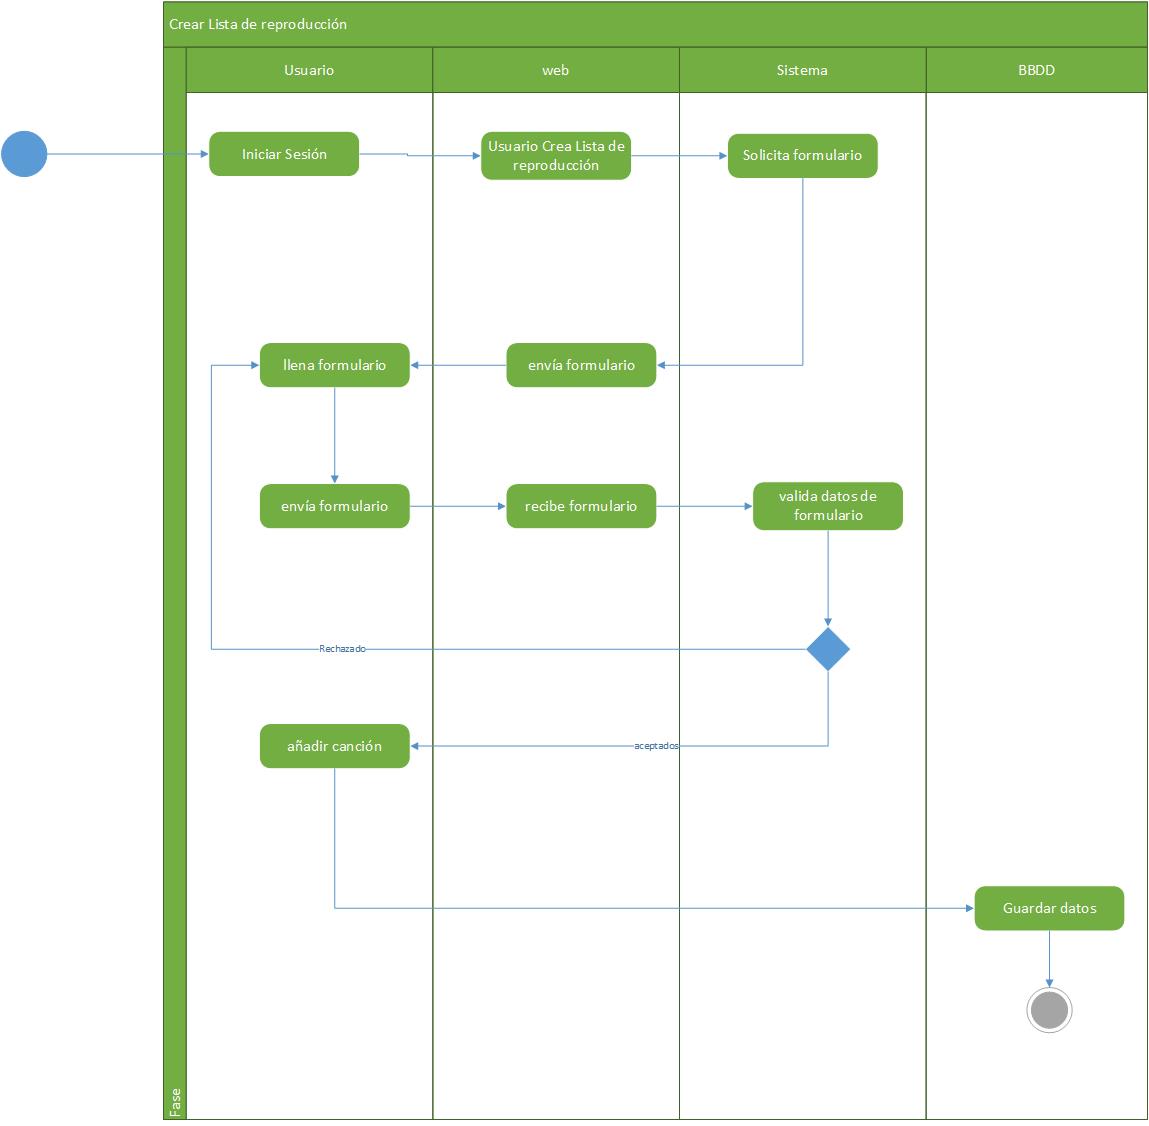 Crear Lista de reproducción
Usuario
web
Sistema
BBDD
Iniciar Sesión
Usuario Crea Lista de
reproducción
Solicita formulario
llena formulario
envía formulario
envía formulario
recibe formulario
valida datos de
formulario
Rechazado
añadir canción
aceptados
Guardar datos
Fase